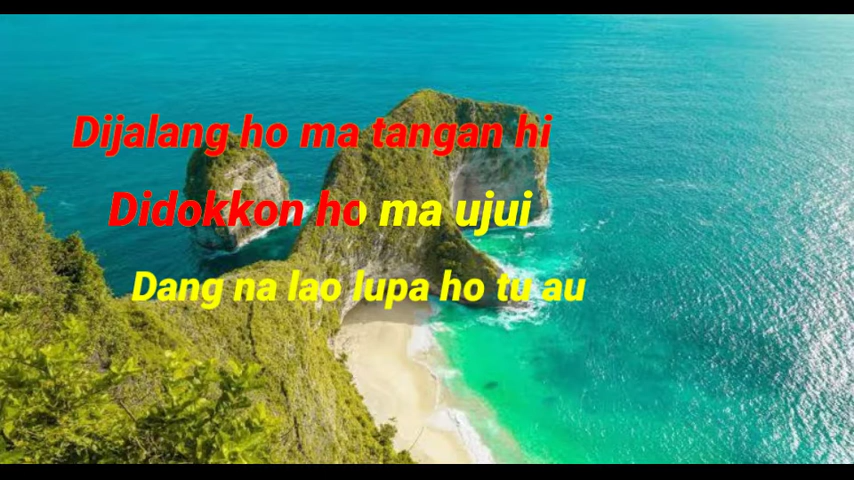 Dijalang ho ma tangan hi
Didokkon ho ma ujui
Dang na lao lupa ho tu au